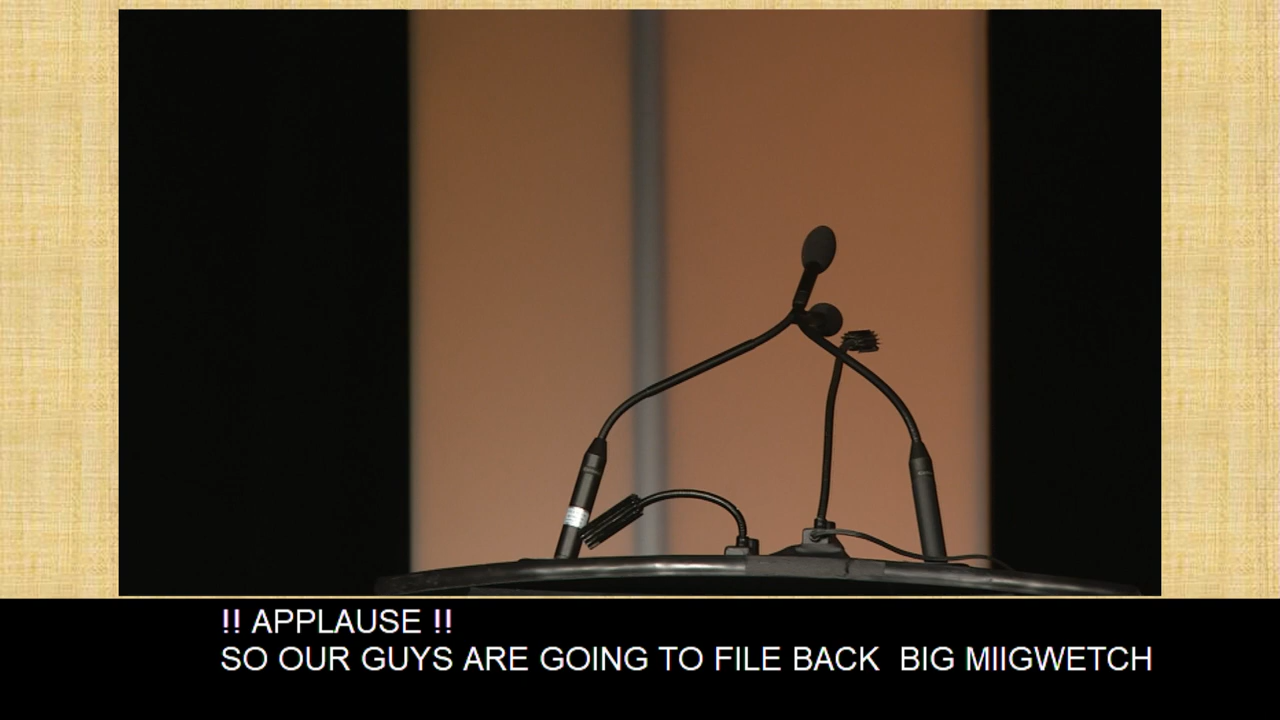 !! APPLAUSE !!
SO OUR GUYS ARE GOING TO FILE BACK  BIG MIIGWETCH